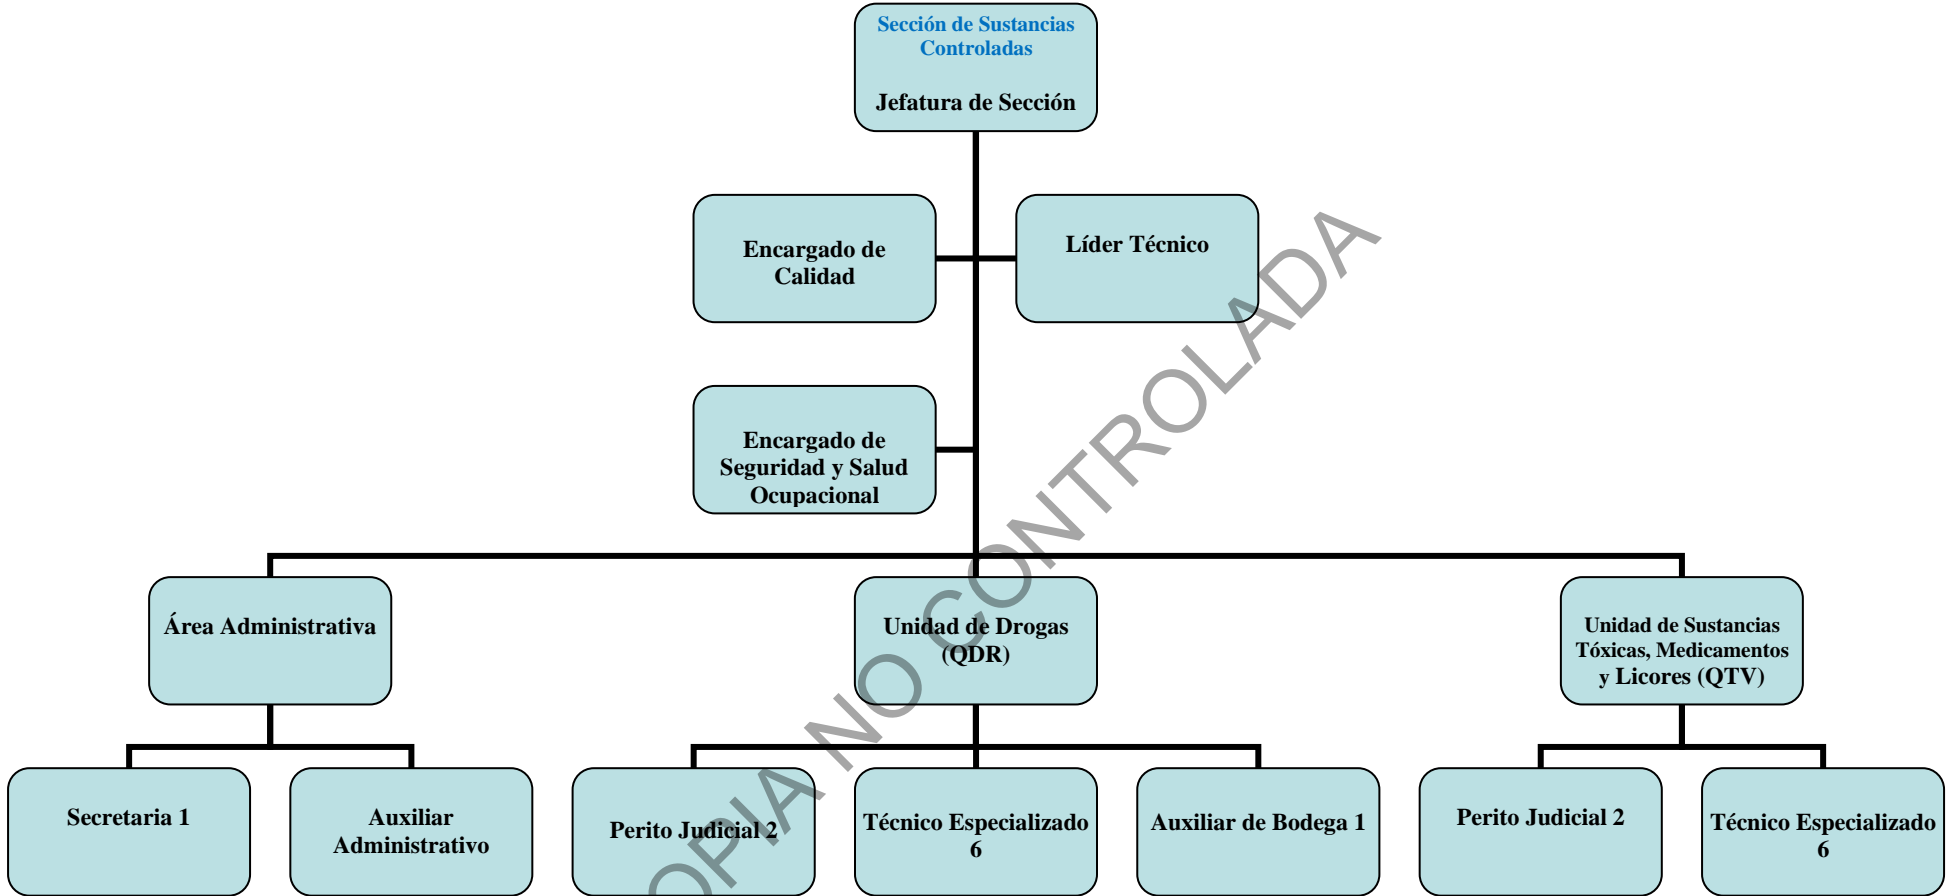 Sección de Sustancias
Controladas
Jefatura de Sección
Encargado de
Calidad
Líder Técnico
Encargado de
Seguridad y Salud
Ocupacional
Área Administrativa
Unidad de Drogas
(QDR)
Unidad de Sustancias
Tóxicas, Medicamentos
y Licores (QTV)
Secretaria 1
Auxiliar
Administrativo
Perito Judicial 2
Técnico Especializado
6
Auxiliar de Bodega 1
Perito Judicial 2
Técnico Especializado
6
OPIA NO CONTROLADA